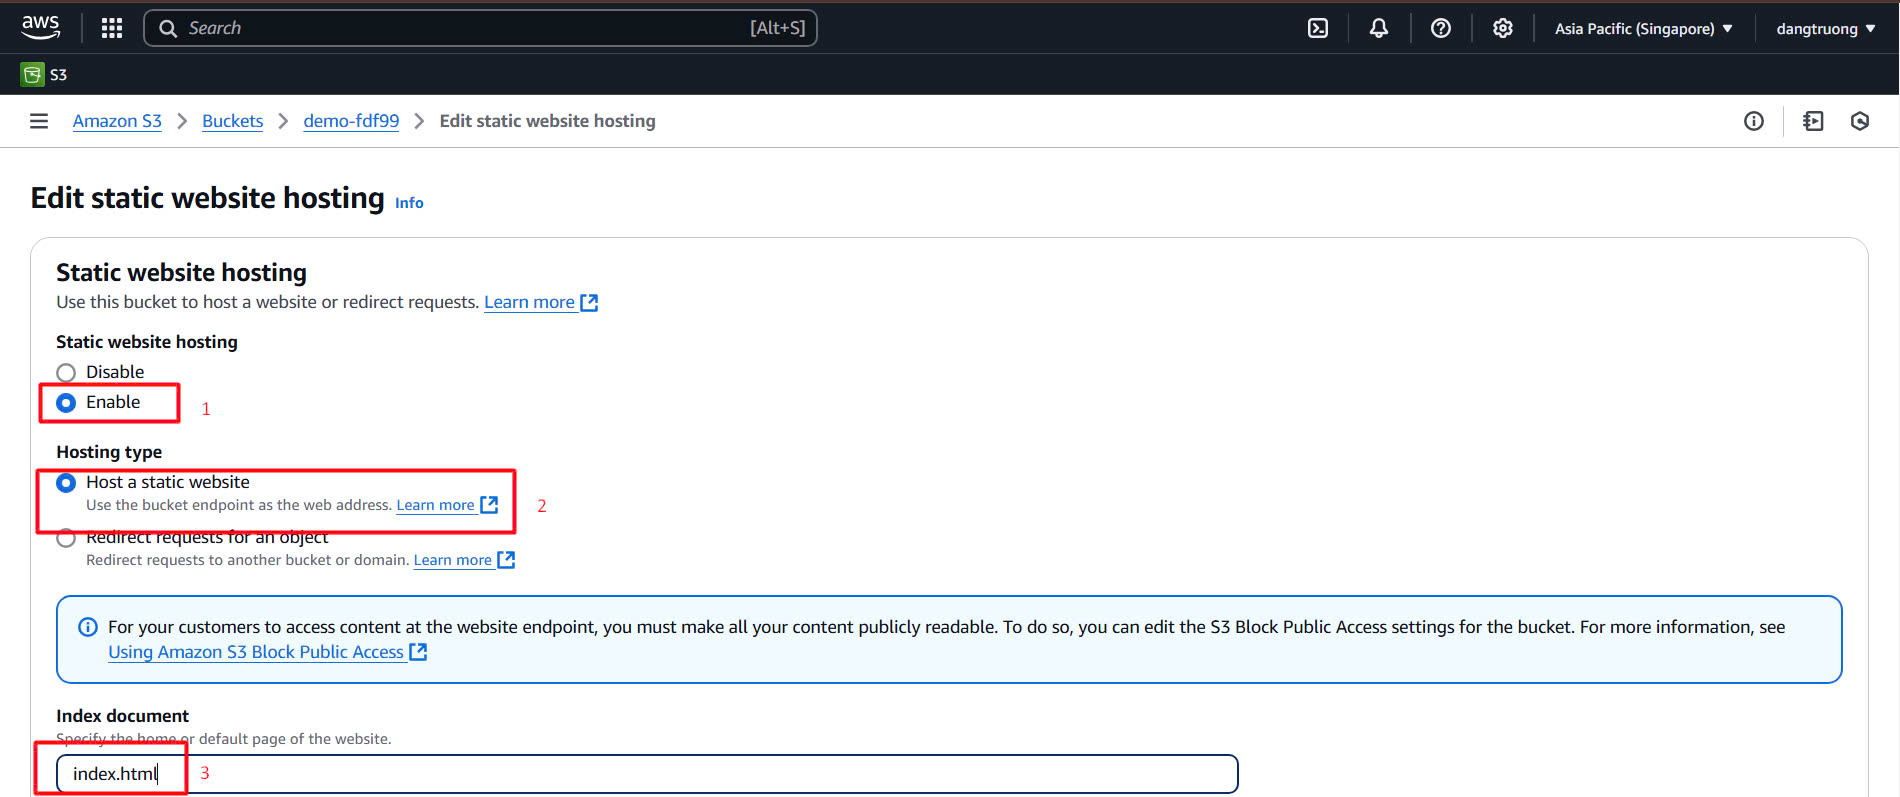 aws
Search [Alt+S]
Asia Pacific (Singapore) ▼
dangtruong ▼
S3
Amazon S3 > Buckets > demo-fdf99 > Edit static website hosting
Edit static website hosting Info
Static website hosting
Use this bucket to host a website or redirect requests. Learn more
Static website hosting
Disable
Enable
1
Hosting type
Host a static website
Use the bucket endpoint as the web address. Learn more
2
Redirect requests for an object
Redirect requests to another bucket or domain. Learn more
For your customers to access content at the website endpoint, you must make all your content publicly readable. To do so, you can edit the S3 Block Public Access settings for the bucket. For more information, see
Using Amazon S3 Block Public Access
Index document
Specify the home or default page of the website.
index.html
3